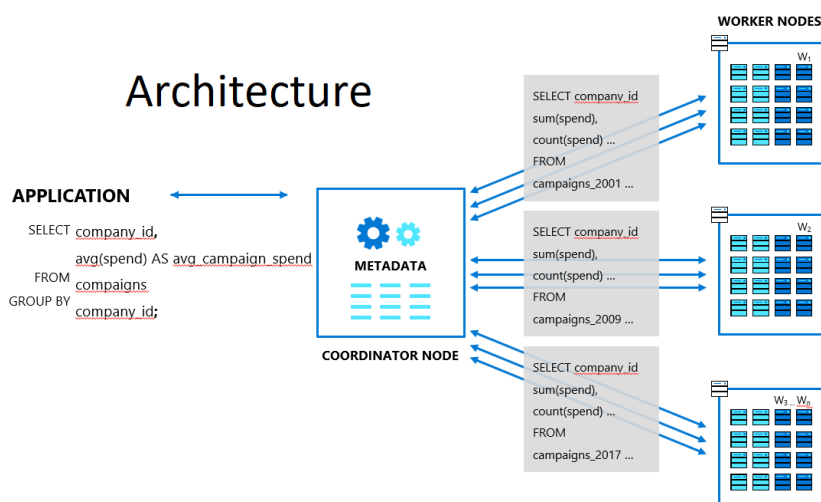 WORKER NODES
Architecture
W1
SELECT company_id
sum(spend),
count(spend) ...
FROM
campaigns_2001 ...
APPLICATION
SELECT company_id,
avg(spend) AS avg_campaign_spend
FROM compaigns
GROUP BY company_id;
METADATA
COORDINATOR NODE
SELECT company_id
sum(spend),
count(spend) ...
FROM
campaigns_2009 ...
W2
SELECT company_id
sum(spend),
count(spend) ...
FROM
campaigns_2017 ...
W3 ... Wn